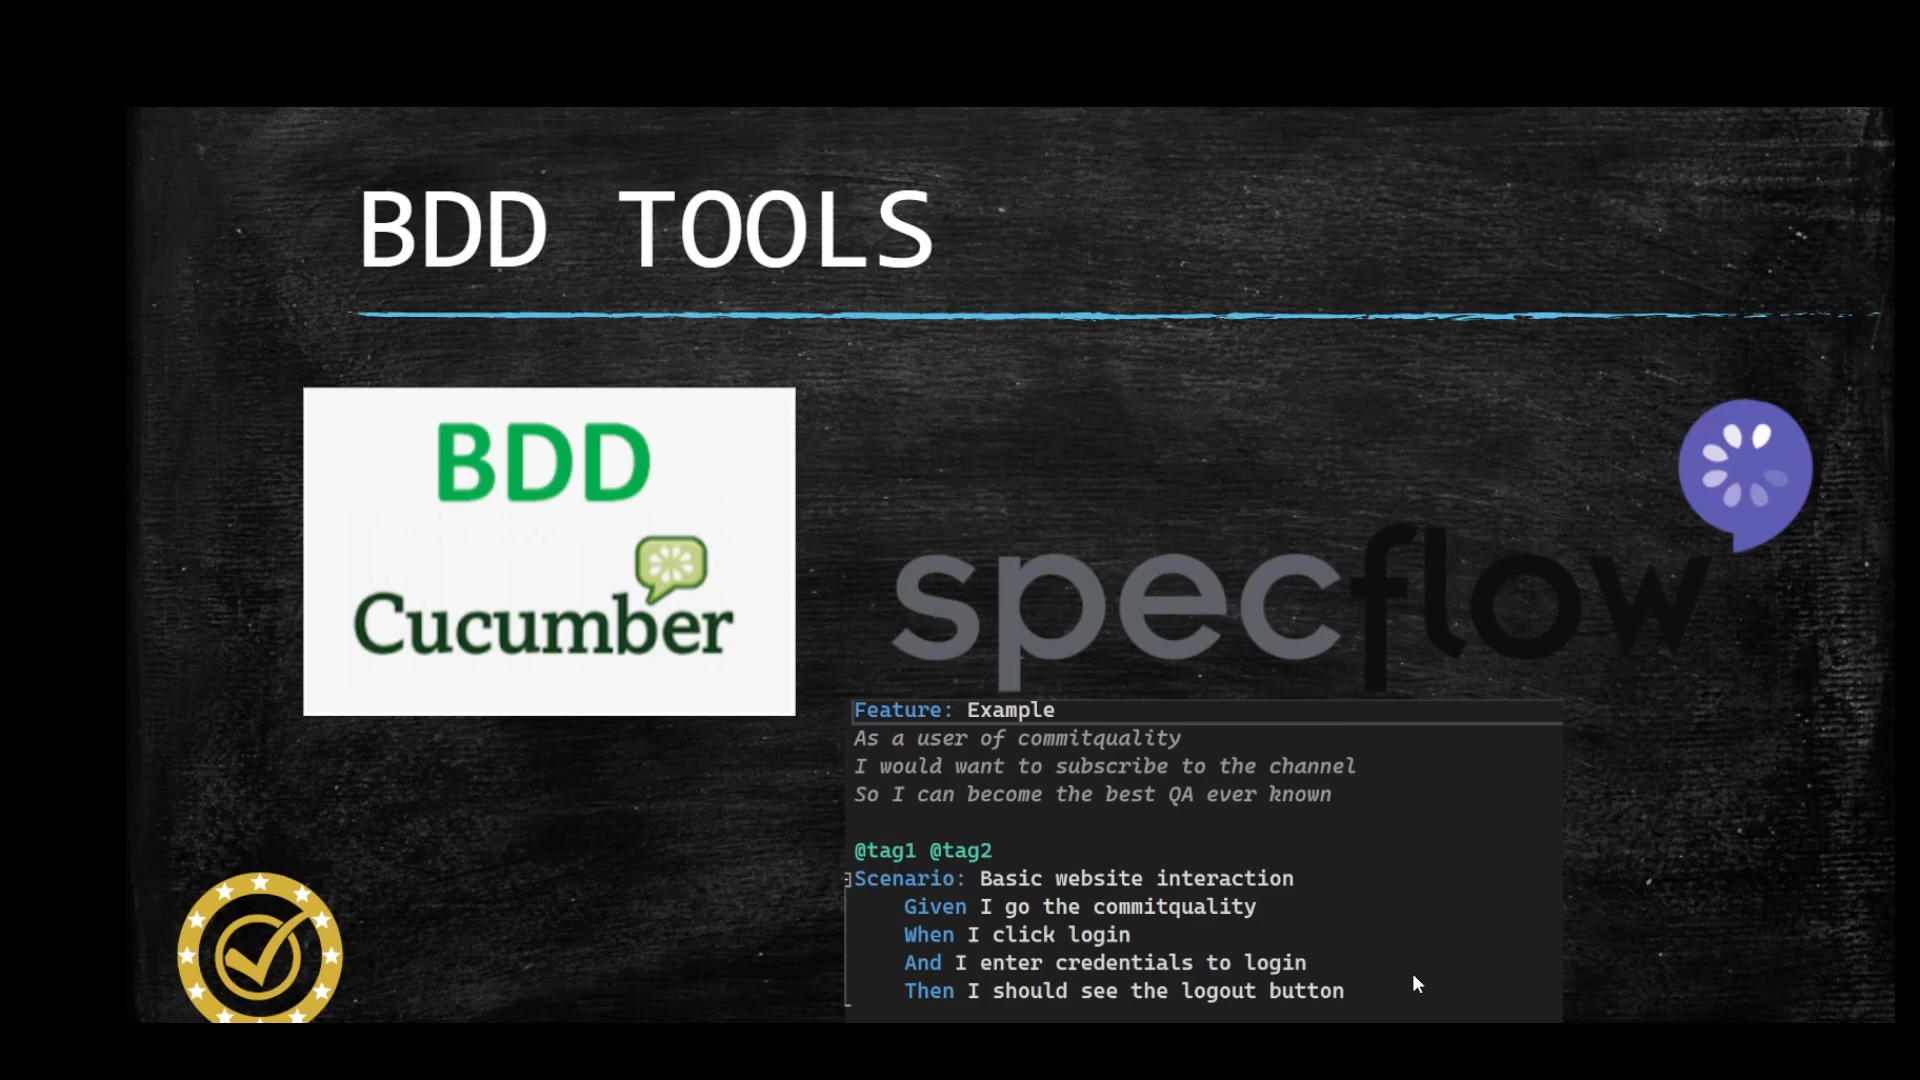 BDD TOOLS
BDD
Cucumber
specflow
Feature: Example
As a user of commitquality
I would want to subscribe to the channel
So I can become the best QA ever known
@tag1 @tag2
Scenario: Basic website interaction
Given I go the commitquality
When I click login
And I enter credentials to login
Then I should see the logout button